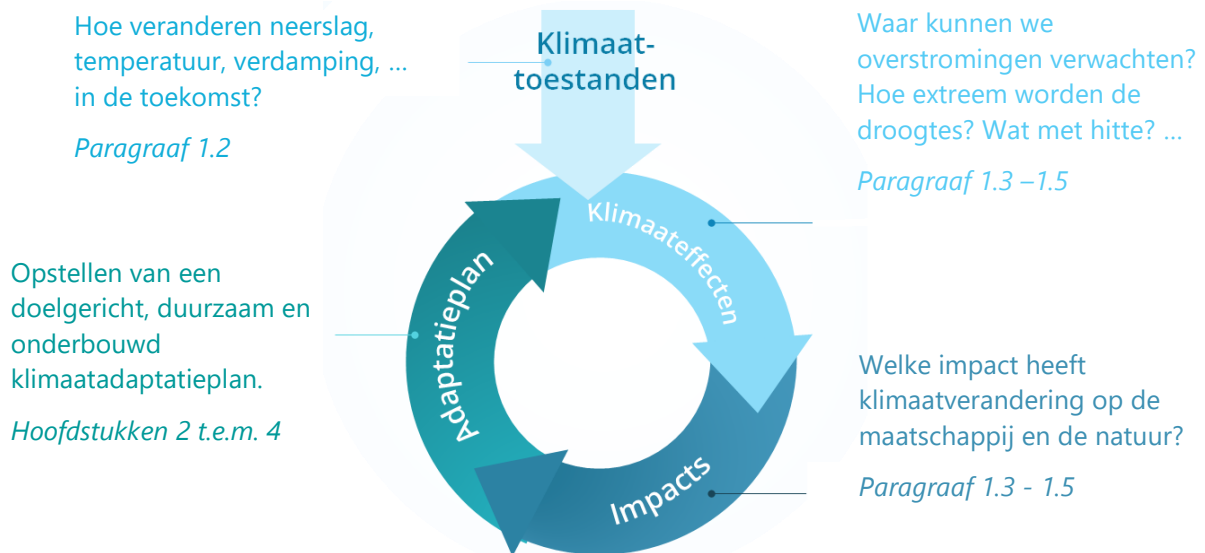 Hoe veranderen neerslag,
temperatuur, verdamping, ...
in de toekomst?
Paragraaf 1.2
Klimaat-
toestanden
Waar kunnen we
overstromingen verwachten?
Hoe extreem worden de
droogtes? Wat met hitte? ...
Paragraaf 1.3 –1.5
Klimaateffecten
Opstellen van een
doelgericht, duurzaam en
onderbouwd
klimaatadaptatieplan.
Hoofdstukken 2 t.e.m. 4
Adaptatieplan
Welke impact heeft
klimaatverandering op de
maatschappij en de natuur?
Paragraaf 1.3 - 1.5
Impacts